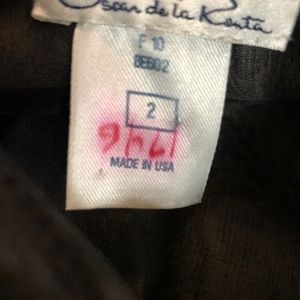 Oscar de la Renta
F 10
BE602
2
MADE IN USA